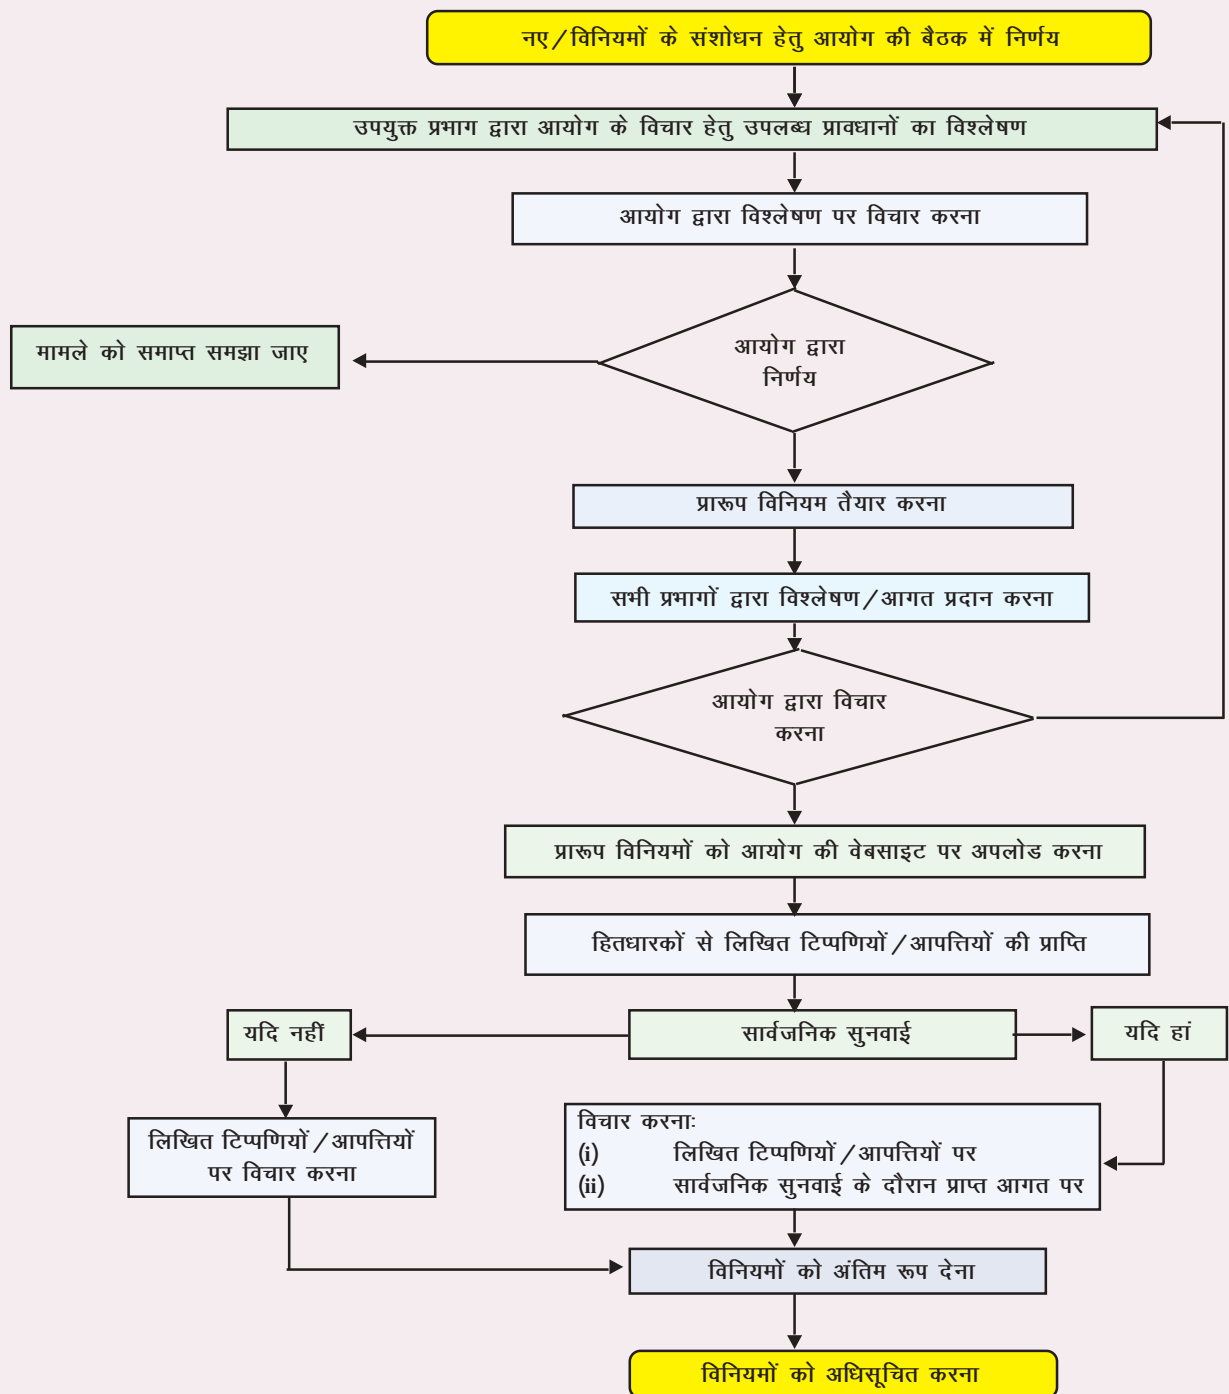 नए/विनियमों के संशोधन हेतु आयोग की बैठक में निर्णय
उपयुक्त प्रभाग द्वारा आयोग के विचार हेतु उपलब्ध प्रावधानों का विश्लेषण
आयोग द्वारा विश्लेषण पर विचार करना
मामले को समाप्त समझा जाए
आयोग द्वारा
निर्णय
प्रारूप विनियम तैयार करना
सभी प्रभागों द्वारा विश्लेषण/आगत प्रदान करना
आयोग द्वारा विचार
करना
प्रारूप विनियमों को आयोग की वेबसाइट पर अपलोड करना
हितधारकों से लिखित टिप्पणियों/आपत्तियों की प्राप्ति
यदि नहीं
सार्वजनिक सुनवाई
यदि हां
लिखित टिप्पणियों/आपत्तियों
पर विचार करना
विचार करनाः
(i) लिखित टिप्पणियों/आपत्तियों पर
(ii) सार्वजनिक सुनवाई के दौरान प्राप्त आगत पर
विनियमों को अंतिम रूप देना
विनियमों को अधिसूचित करना